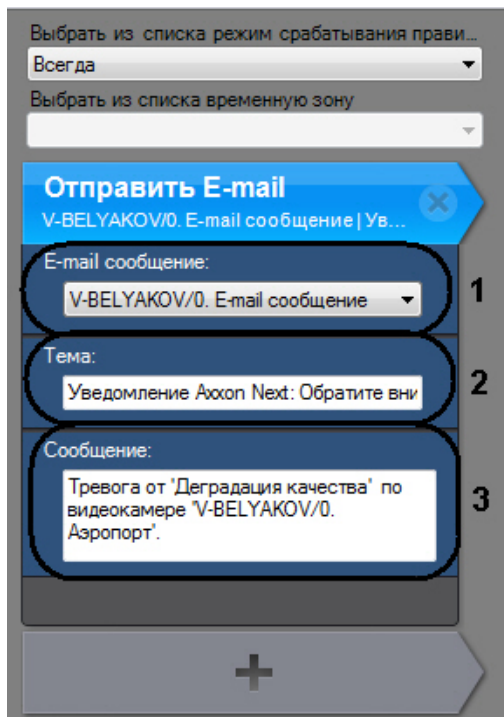 Выбрать из списка режим срабатывания прави...
Всегда
Выбрать из списка временную зону
Отправить E-mail
V-BELYAKOV/0. E-mail сообщение | Ув...
E-mail сообщение:
V-BELYAKOV/0. E-mail сообщение
1
Тема:
Уведомление Axxon Next: Обратите вни
2
Сообщение:
Тревога от 'Деградация качества' по
видеокамере 'V-BELYAKOV/0.
Аэропорт'.
3
+